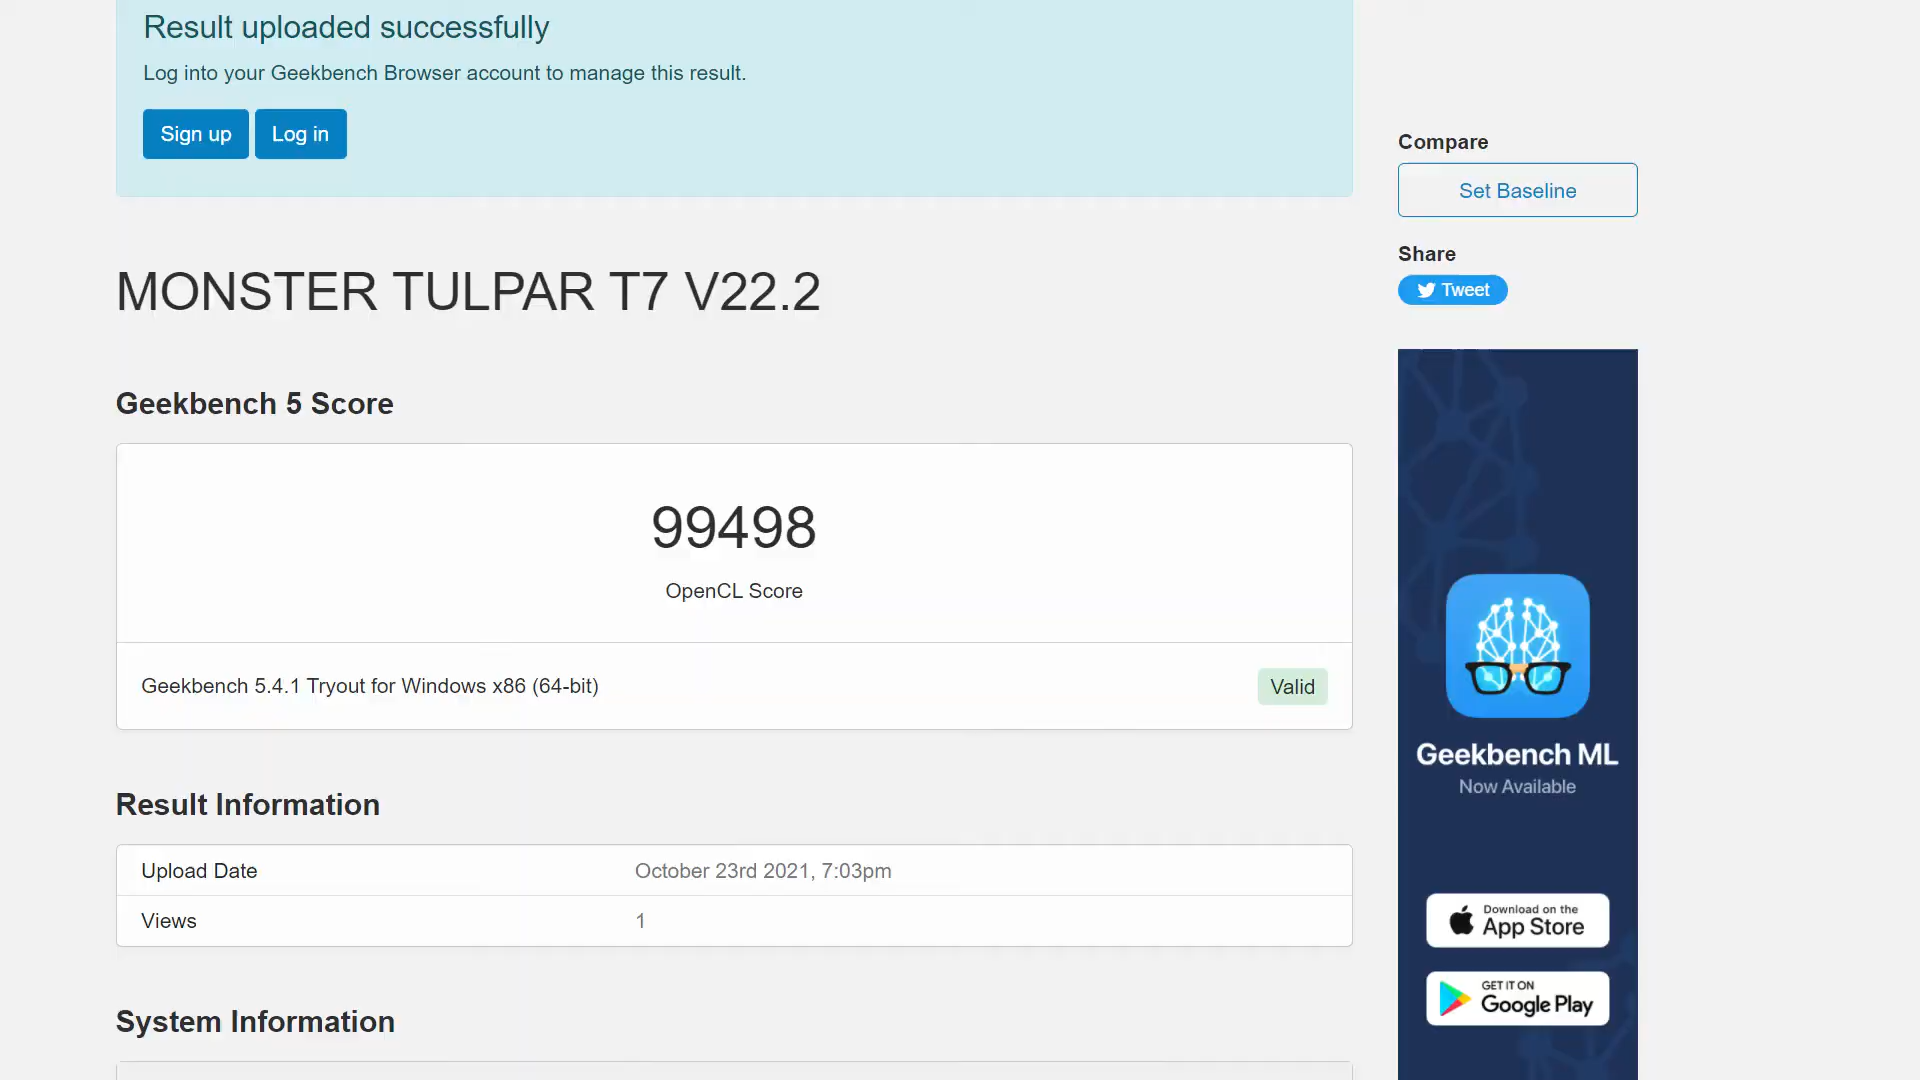 Result uploaded successfully
Log into your Geekbench Browser account to manage this result.
Sign up Log in
Compare
Set Baseline
Share
Tweet
MONSTER TULPAR T7 V22.2
Geekbench 5 Score
99498
OpenCL Score
Geekbench 5.4.1 Tryout for Windows x86 (64-bit) Valid
Geekbench ML
Now Available
Result Information
Upload Date October 23rd 2021, 7:03pm
Views 1
Download on the
App Store
GET IT ON
Google Play
System Information